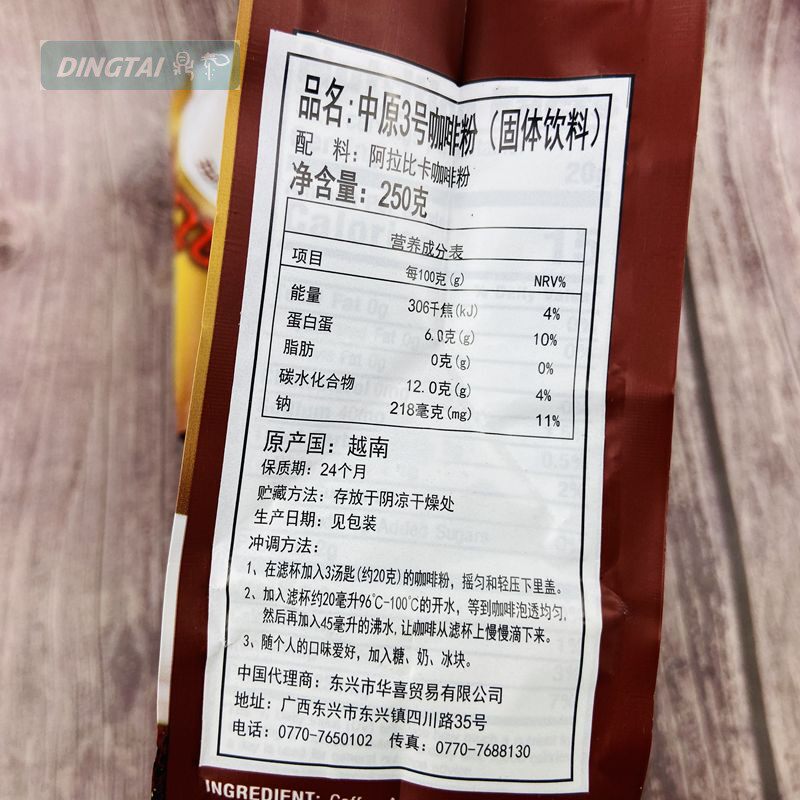 DINGTAI 鼎泰
品名:中原3号咖啡粉（固体饮料）
配 料：阿拉比卡咖啡粉
净含量：250克
营养成分表
项目 每100克(g) NRV%
能量 306千焦(kJ) 4%
蛋白蛋 6.0克(g) 10%
脂肪 0克(g) 0%
碳水化合物 12.0克(g) 4%
钠 218毫克(mg) 11%
原产国：越南
保质期：24个月
贮藏方法：存放于阴凉干燥处
生产日期：见包装
冲调方法：
1、在滤杯加入3汤匙(约20克)的咖啡粉，摇匀和轻压下里盖。
2、加入滤杯约20毫升96℃-100℃的开水，等到咖啡泡透均匀,
然后再加入45毫升的沸水,让咖啡从滤杯上慢慢滴下来。
3、随个人的口味爱好，加入糖、奶、冰块。
中国代理商：东兴市华喜贸易有限公司
地址：广西东兴市东兴镇四川路35号
电话：0770-7650102 传真：0770-7688130
INGREDIENT: